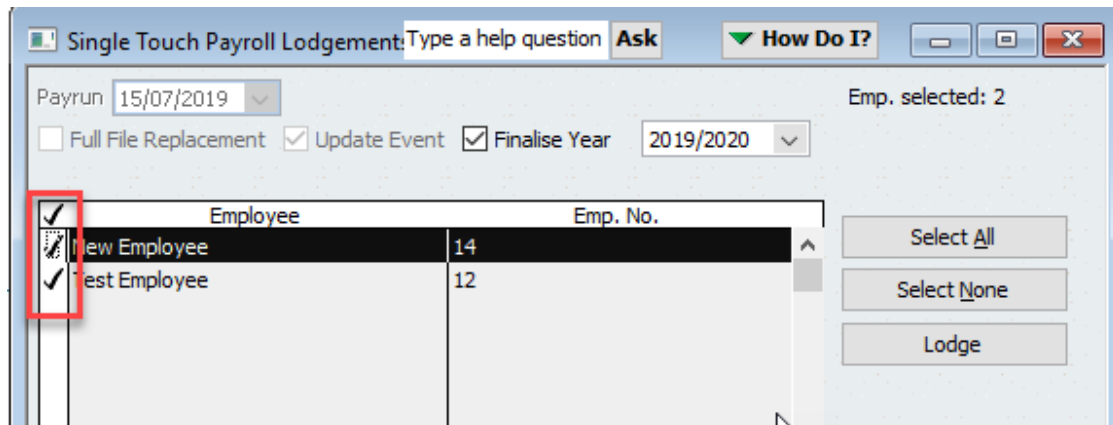 Single Touch Payroll Lodgements Type a help question Ask How Do I?
Payrun 15/07/2019 Emp. selected: 2
Full File Replacement Update Event Finalise Year 2019/2020
Employee Emp. No.
New Employee 14
Test Employee 12
Select All
Select None
Lodge